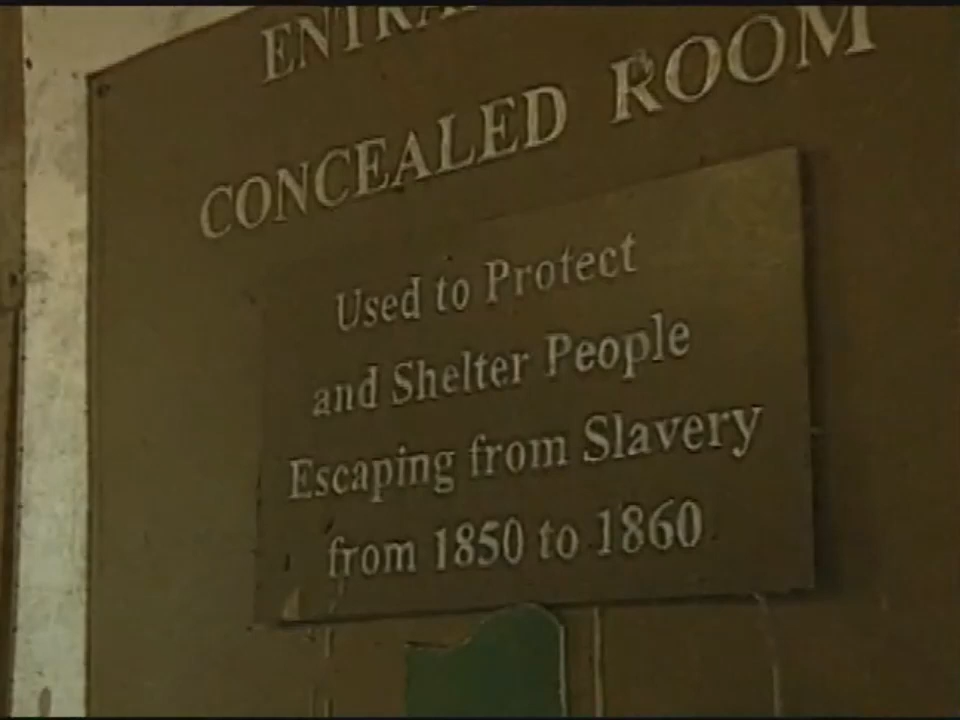 CONCEALED ROOM
Used to Protect
and Shelter People
Escaping from Slavery
from 1850 to 1860